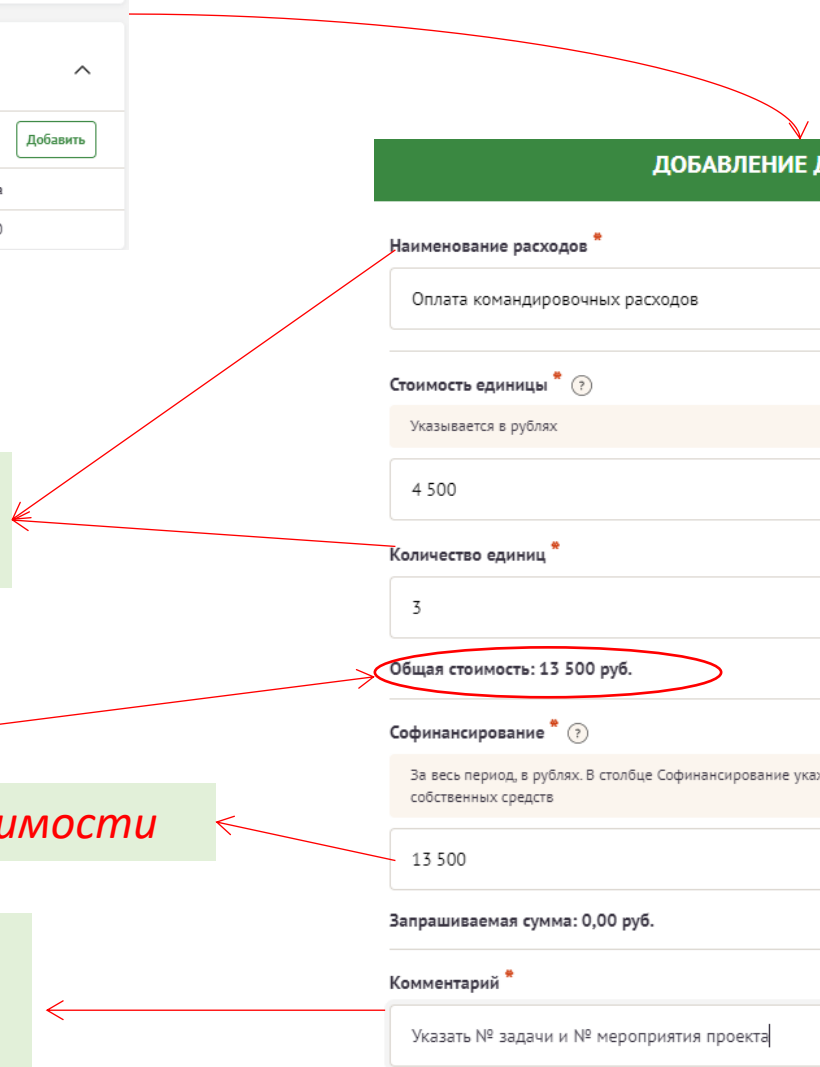 Добавить
ДОБАВЛЕНИЕ
Наименование расходов *
Оплата командировочных расходов
Стоимость единицы * ?
Указывается в рублях
4 500
Количество единиц *
3
Общая стоимость: 13 500 руб.
Софинансирование * ?
За весь период, в рублях. В столбце Софинансирование ука
собственных средств
имости
13 500
Запрашиваемая сумма: 0,00 руб.
Комментарий *
Указать № задачи и № мероприятия проекта